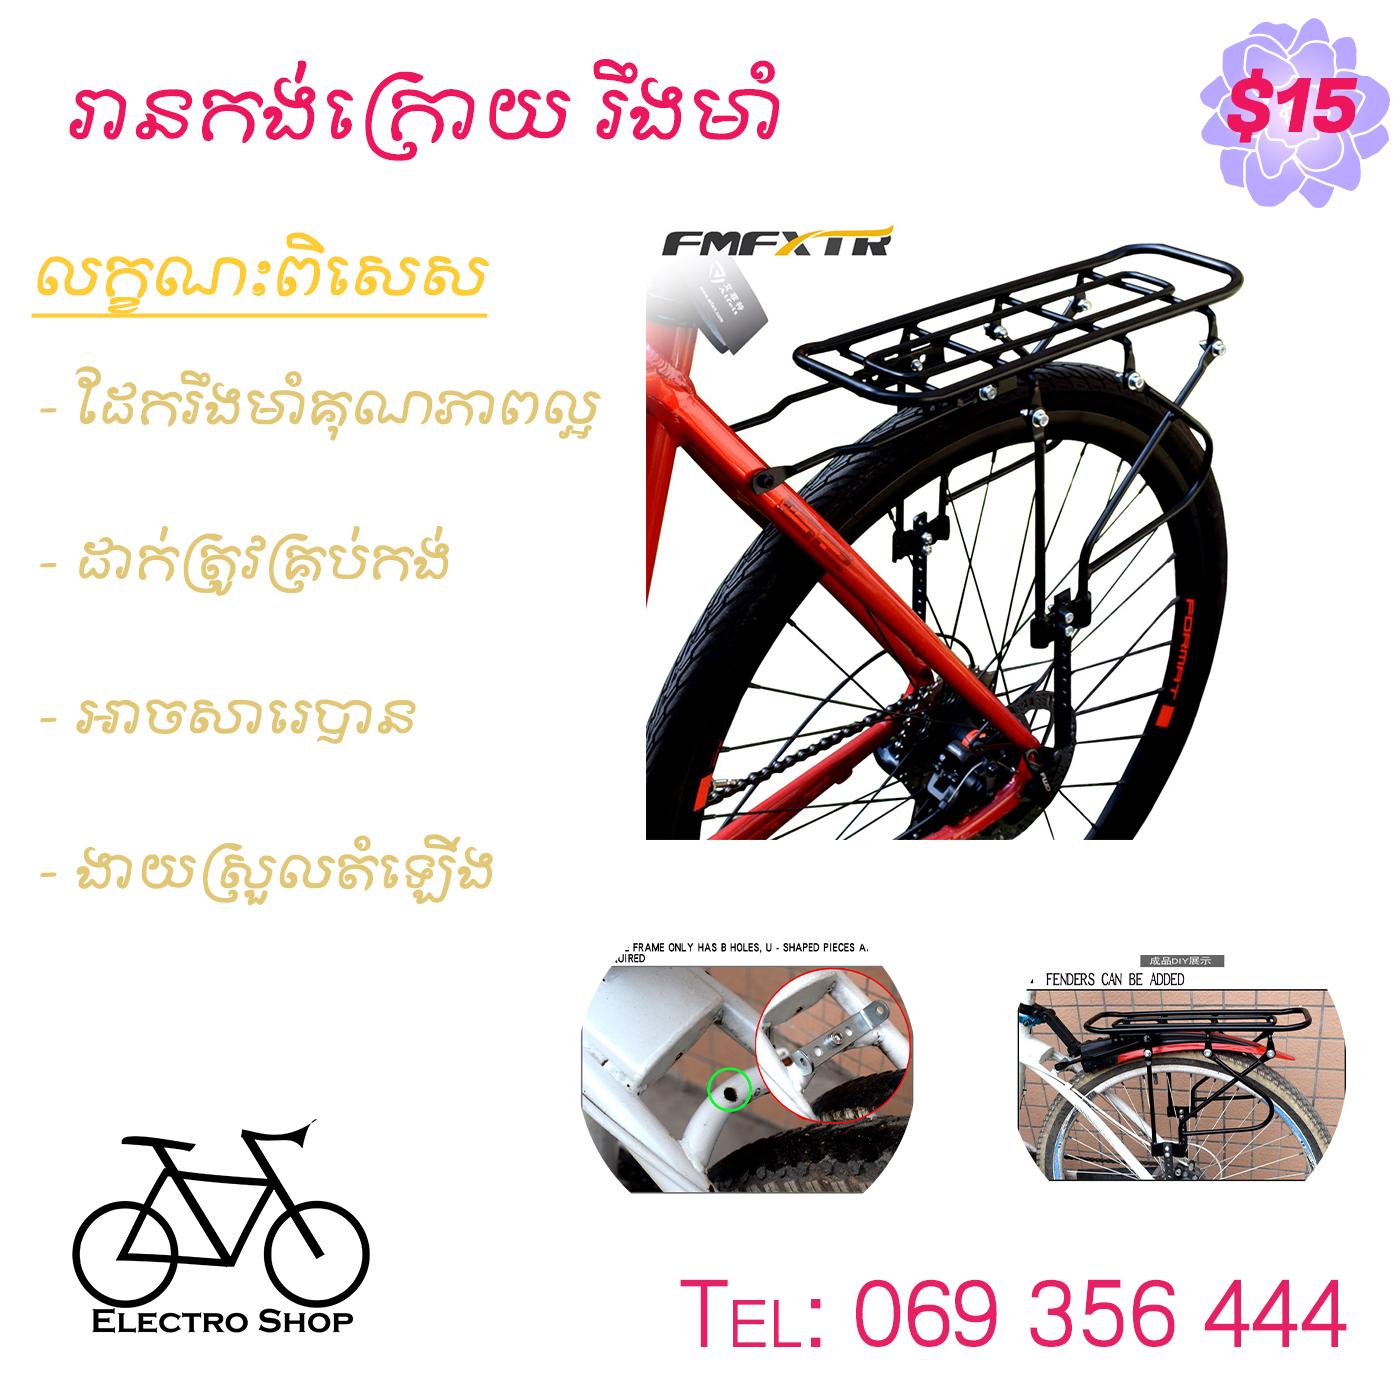 រានកង់ក្រោយ រឹងមាំ
$15
លក្ខណៈពិសេស
- ដែករឹងមាំគុណភាពល្អ
- ដាក់ត្រូវគ្រប់កង់
- អាចសារេបាន
- ងាយស្រួលតំឡើង
FMFXTR
艾菲特
Aifeit
FORMAT
FRAME ONLY HAS B HOLES, U - SHAPED PIECES A
UIRED
成品DIY展示
FENDERS CAN BE ADDED
ELECTRO SHOP
TEL: 069 356 444